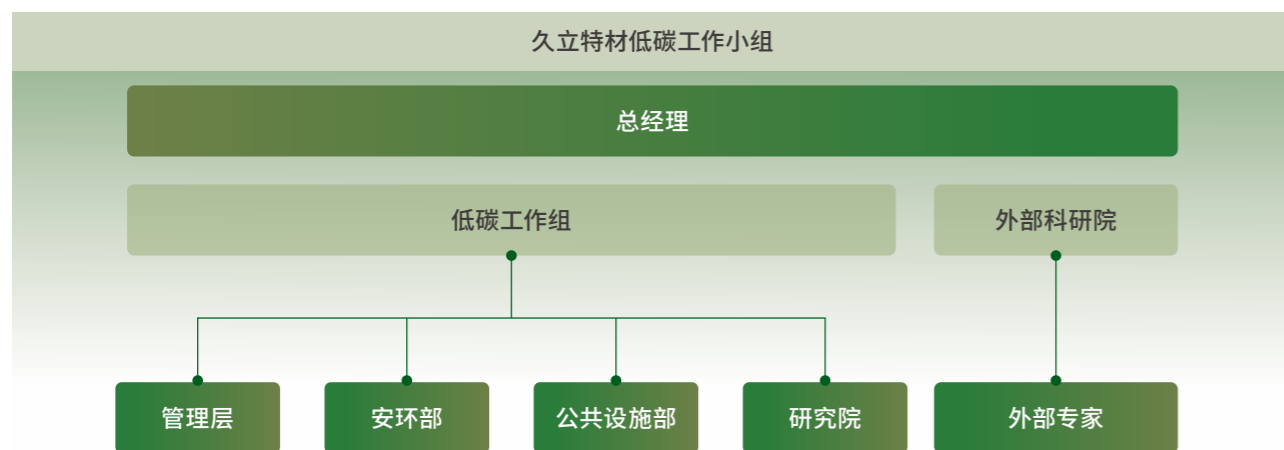 久立特材低碳工作小组
总经理
低碳工作组
外部科研院
管理层
安环部
公共设施部
研究院
外部专家